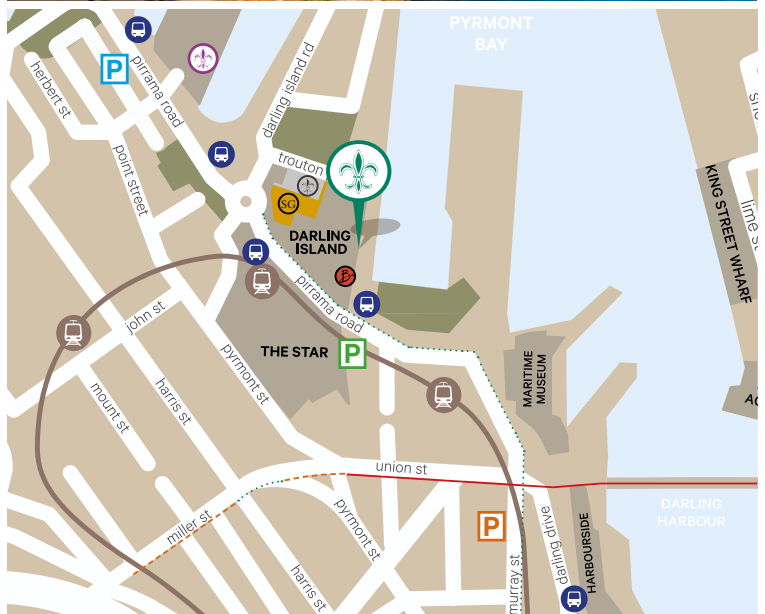 PYRMONT
BAY
P
herbert st
pirrama road
darling island rd
point street
trouton
SG
DARLING
ISLAND
B
KING STREET WHARF
lime st
pirrama road
john st
THE STAR
P
pyrmont st
MARITIME
MUSEUM
mount st
harris st
union st
miller st
pyrmont st
P
DARLING
HARBOUR
darling drive
HARBOURSIDE
murray st
harris st